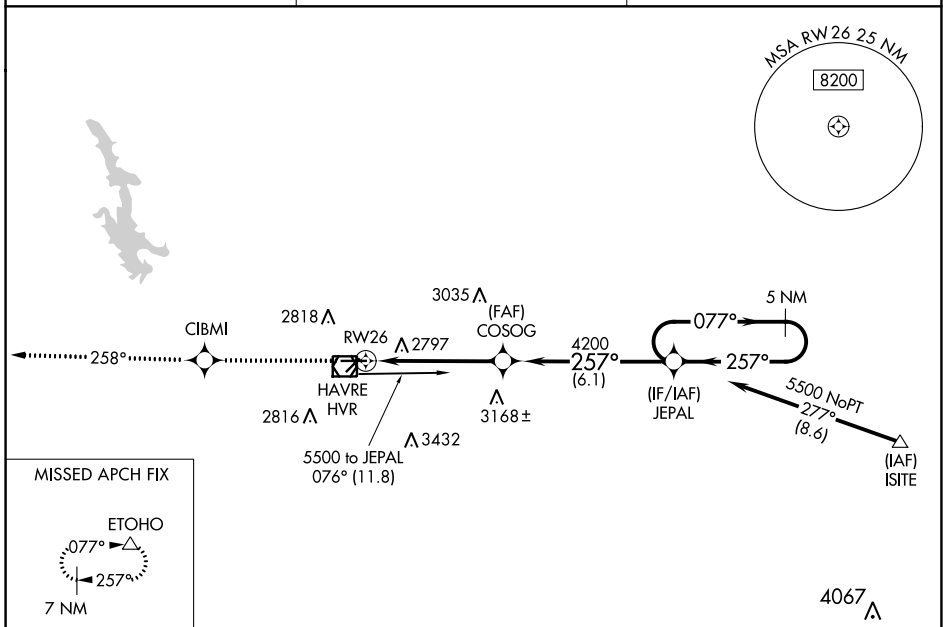 MSA RW 26 25 NM
8200
3035
(FAF)
COSOG
2818
CIBMI
RW26
2797
4200
257°
(6.1)
077°
5 NM
257°
258°
HAVRE
HVR
(IF/IAF)
JEPAL
5500 NoPT
277°
(8.6)
2816
3168±
3432
5500 to JEPAL
076° (11.8)
(IAF)
ISITE
MISSED APCH FIX
ETOHO
077°
257°
7 NM
4067